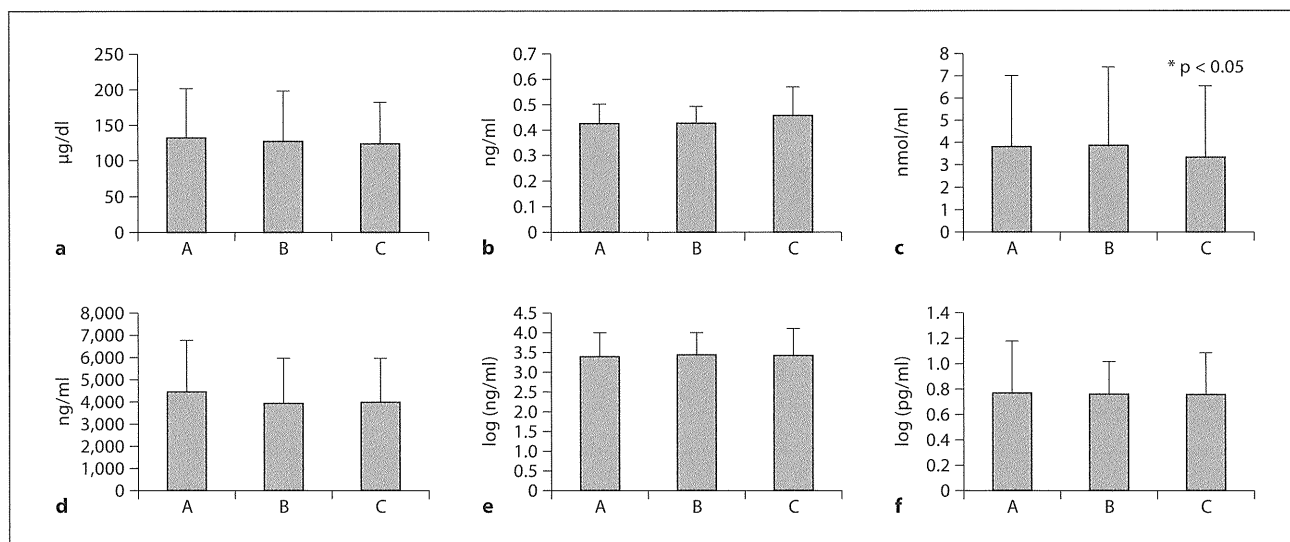 250
200
150
100
50
0
µg/dl
A B C
a
0.7
0.6
0.5
0.4
0.3
0.2
0.1
0
ng/ml
A B C
b
8
7
6
5
4
3
2
1
0
nmol/ml
* p < 0.05
A B C
c
8,000
7,000
6,000
5,000
4,000
3,000
2,000
1,000
0
ng/ml
A B C
d
4.5
4.0
3.5
3.0
2.5
2.0
1.5
1.0
0.5
0
log (ng/ml)
A B C
e
1.4
1.2
1.0
0.8
0.6
0.4
0.2
0
log (pg/ml)
A B C
f